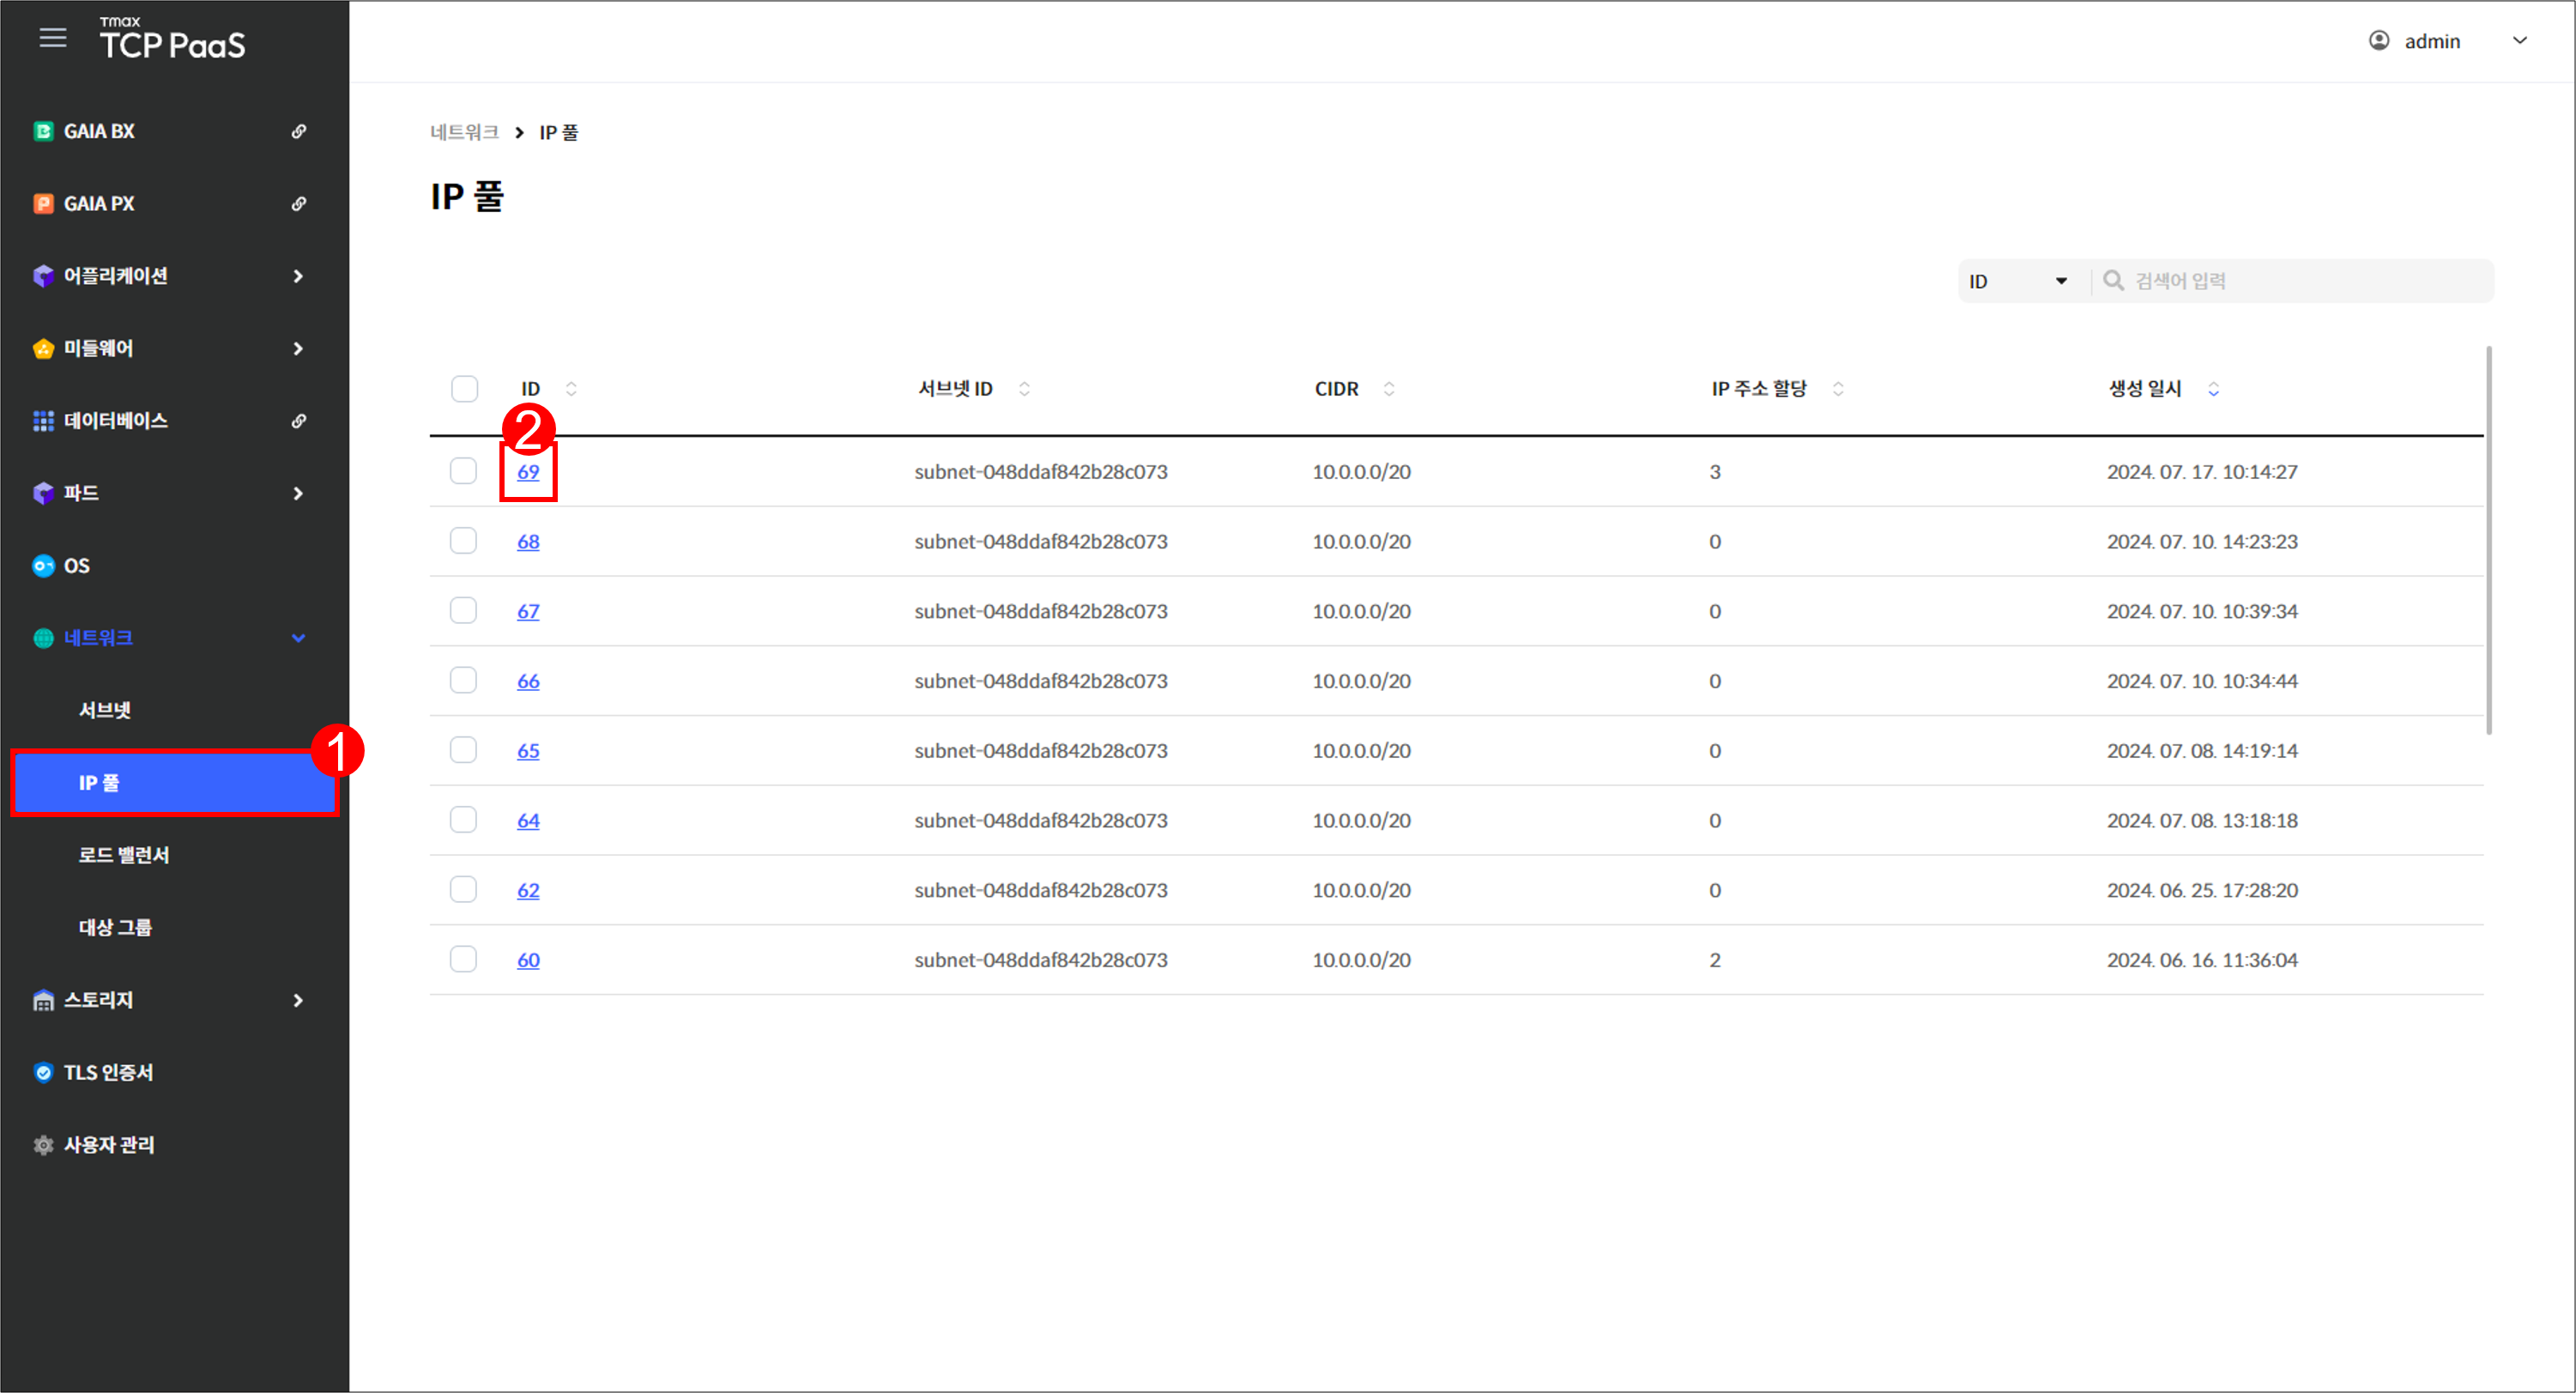 Tmax
TCP PaaS
admin
GAIA BX
GAIA PX
어플리케이션
미들웨어
데이터베이스
파드
OS
네트워크
서브넷
IP 풀
1
로드 밸런서
대상 그룹
스토리지
TLS 인증서
사용자 관리
네트워크 > IP 풀
IP 풀
ID 검색어 입력
ID 서브넷 ID CIDR IP 주소 할당 생성 일시
2
69 subnet-048ddaf842b28c073 10.0.0.0/20 3 2024. 07. 17. 10:14:27
68 subnet-048ddaf842b28c073 10.0.0.0/20 0 2024. 07. 10. 14:23:23
67 subnet-048ddaf842b28c073 10.0.0.0/20 0 2024. 07. 10. 10:39:34
66 subnet-048ddaf842b28c073 10.0.0.0/20 0 2024. 07. 10. 10:34:44
65 subnet-048ddaf842b28c073 10.0.0.0/20 0 2024. 07. 08. 14:19:14
64 subnet-048ddaf842b28c073 10.0.0.0/20 0 2024. 07. 08. 13:18:18
62 subnet-048ddaf842b28c073 10.0.0.0/20 0 2024. 06. 25. 17:28:20
60 subnet-048ddaf842b28c073 10.0.0.0/20 2 2024. 06. 16. 11:36:04